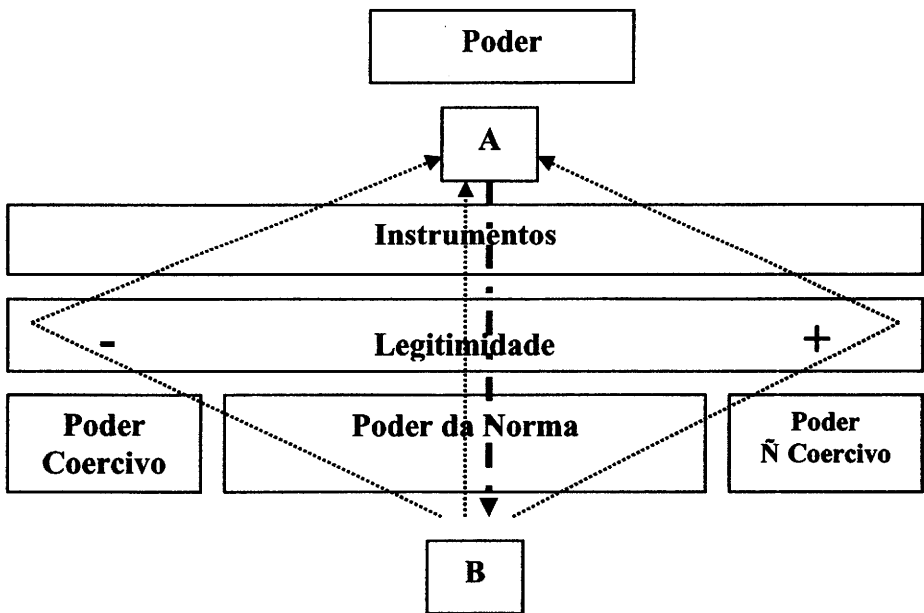 Poder
A
Instrumentos
- Legitimidade +
Poder Coercivo
Poder da Norma
Poder
Ñ Coercivo
B